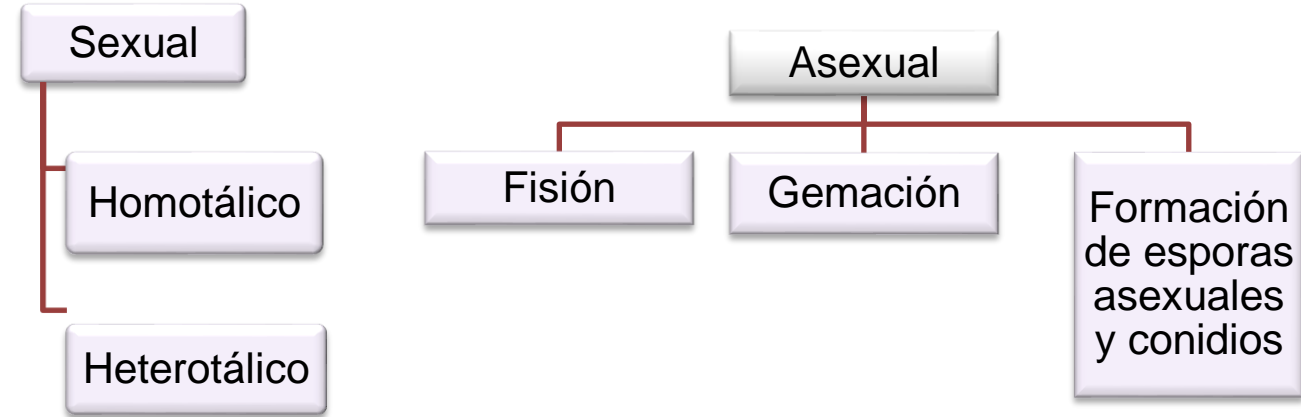 Sexual
Homotálico
Heterotálico
Asexual
Fisión
Gemación
Formación
de esporas
asexuales
y conidios